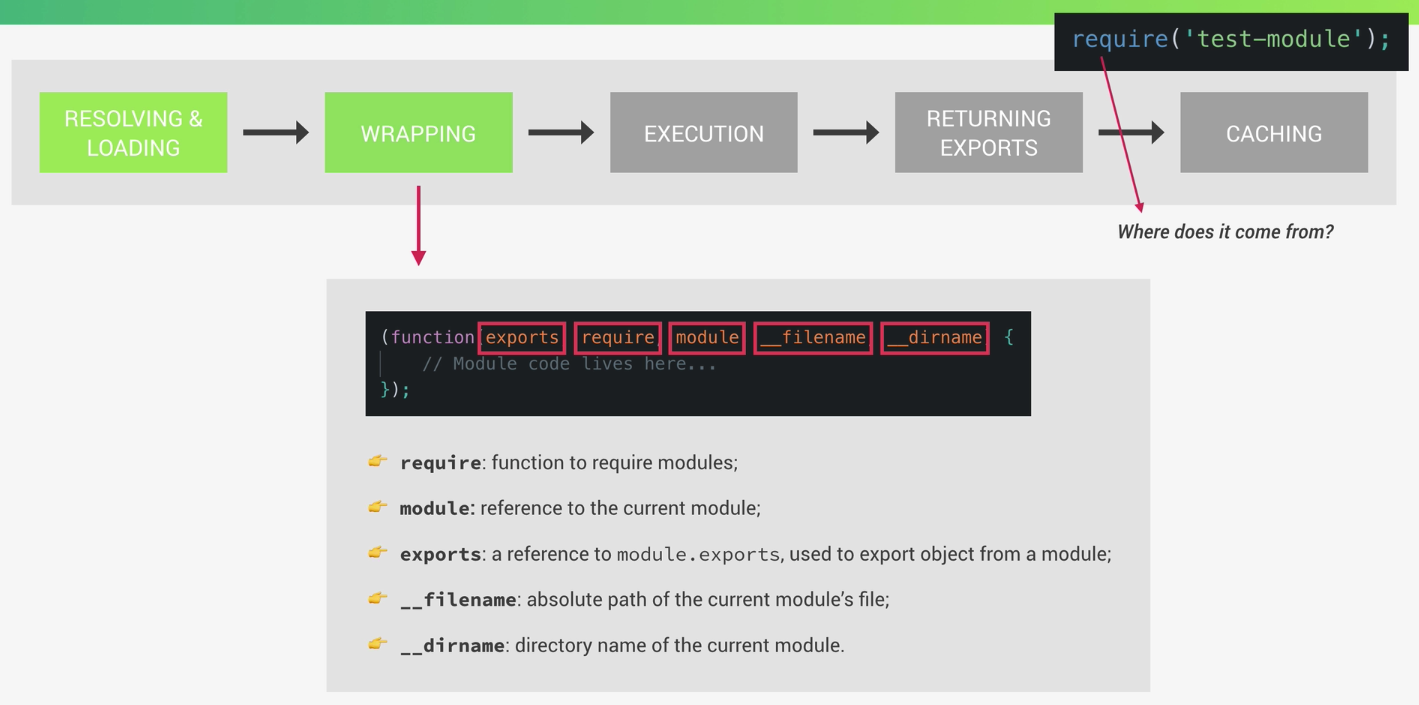 require('test-module');
RESOLVING &
LOADING
WRAPPING
EXECUTION
RETURNING
EXPORTS
CACHING
Where does it come from?
(function(exports, require, module, __filename, __dirname) {
// Module code lives here...
});
👉 require: function to require modules;
👉 module: reference to the current module;
👉 exports: a reference to module.exports, used to export object from a module;
👉 __filename: absolute path of the current module’s file;
👉 __dirname: directory name of the current module.